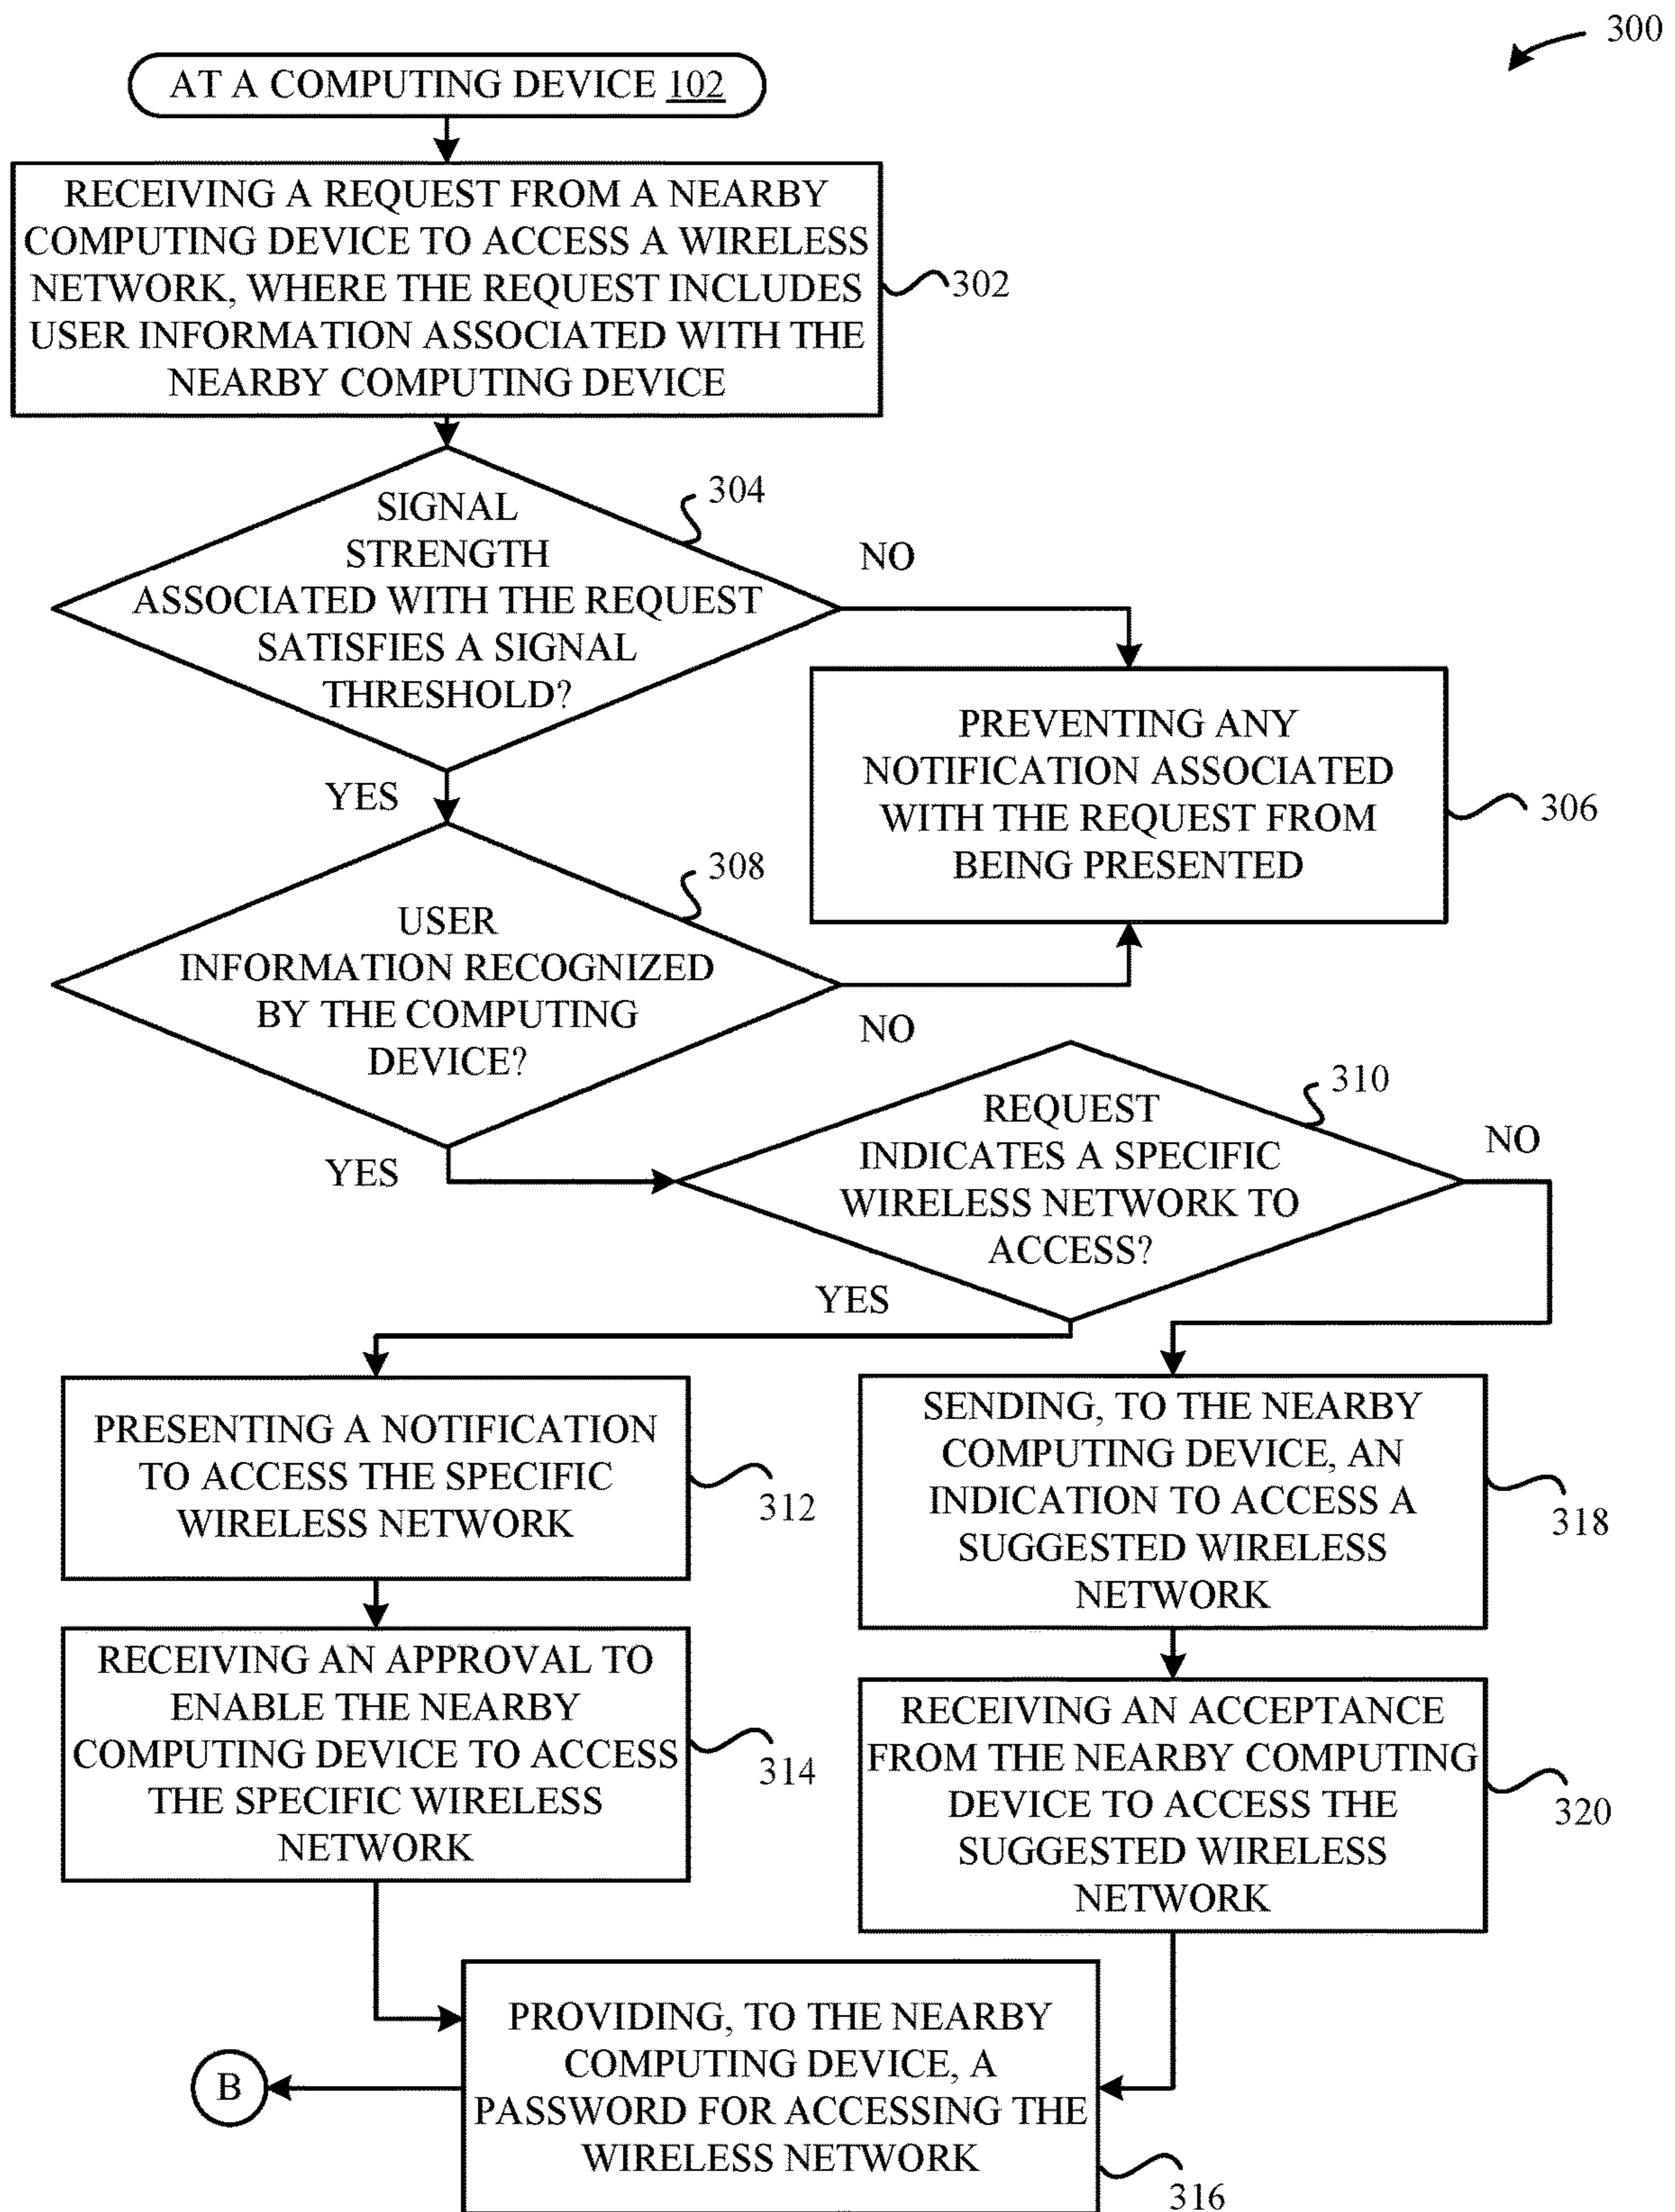 300
AT A COMPUTING DEVICE 102
RECEIVING A REQUEST FROM A NEARBY
COMPUTING DEVICE TO ACCESS A WIRELESS
NETWORK, WHERE THE REQUEST INCLUDES
USER INFORMATION ASSOCIATED WITH THE
NEARBY COMPUTING DEVICE
302
SIGNAL
STRENGTH
ASSOCIATED WITH THE REQUEST
SATISFIES A SIGNAL
THRESHOLD?
304
NO
YES
PREVENTING ANY
NOTIFICATION ASSOCIATED
WITH THE REQUEST FROM
BEING PRESENTED
306
USER
INFORMATION RECOGNIZED
BY THE COMPUTING
DEVICE?
308
NO
YES
REQUEST
INDICATES A SPECIFIC
WIRELESS NETWORK TO
ACCESS?
310
NO
YES
PRESENTING A NOTIFICATION
TO ACCESS THE SPECIFIC
WIRELESS NETWORK
312
RECEIVING AN APPROVAL TO
ENABLE THE NEARBY
COMPUTING DEVICE TO ACCESS
THE SPECIFIC WIRELESS
NETWORK
314
SENDING, TO THE NEARBY
COMPUTING DEVICE, AN
INDICATION TO ACCESS A
SUGGESTED WIRELESS
NETWORK
318
RECEIVING AN ACCEPTANCE
FROM THE NEARBY COMPUTING
DEVICE TO ACCESS THE
SUGGESTED WIRELESS
NETWORK
320
PROVIDING, TO THE NEARBY
COMPUTING DEVICE, A
PASSWORD FOR ACCESSING THE
WIRELESS NETWORK
316
B